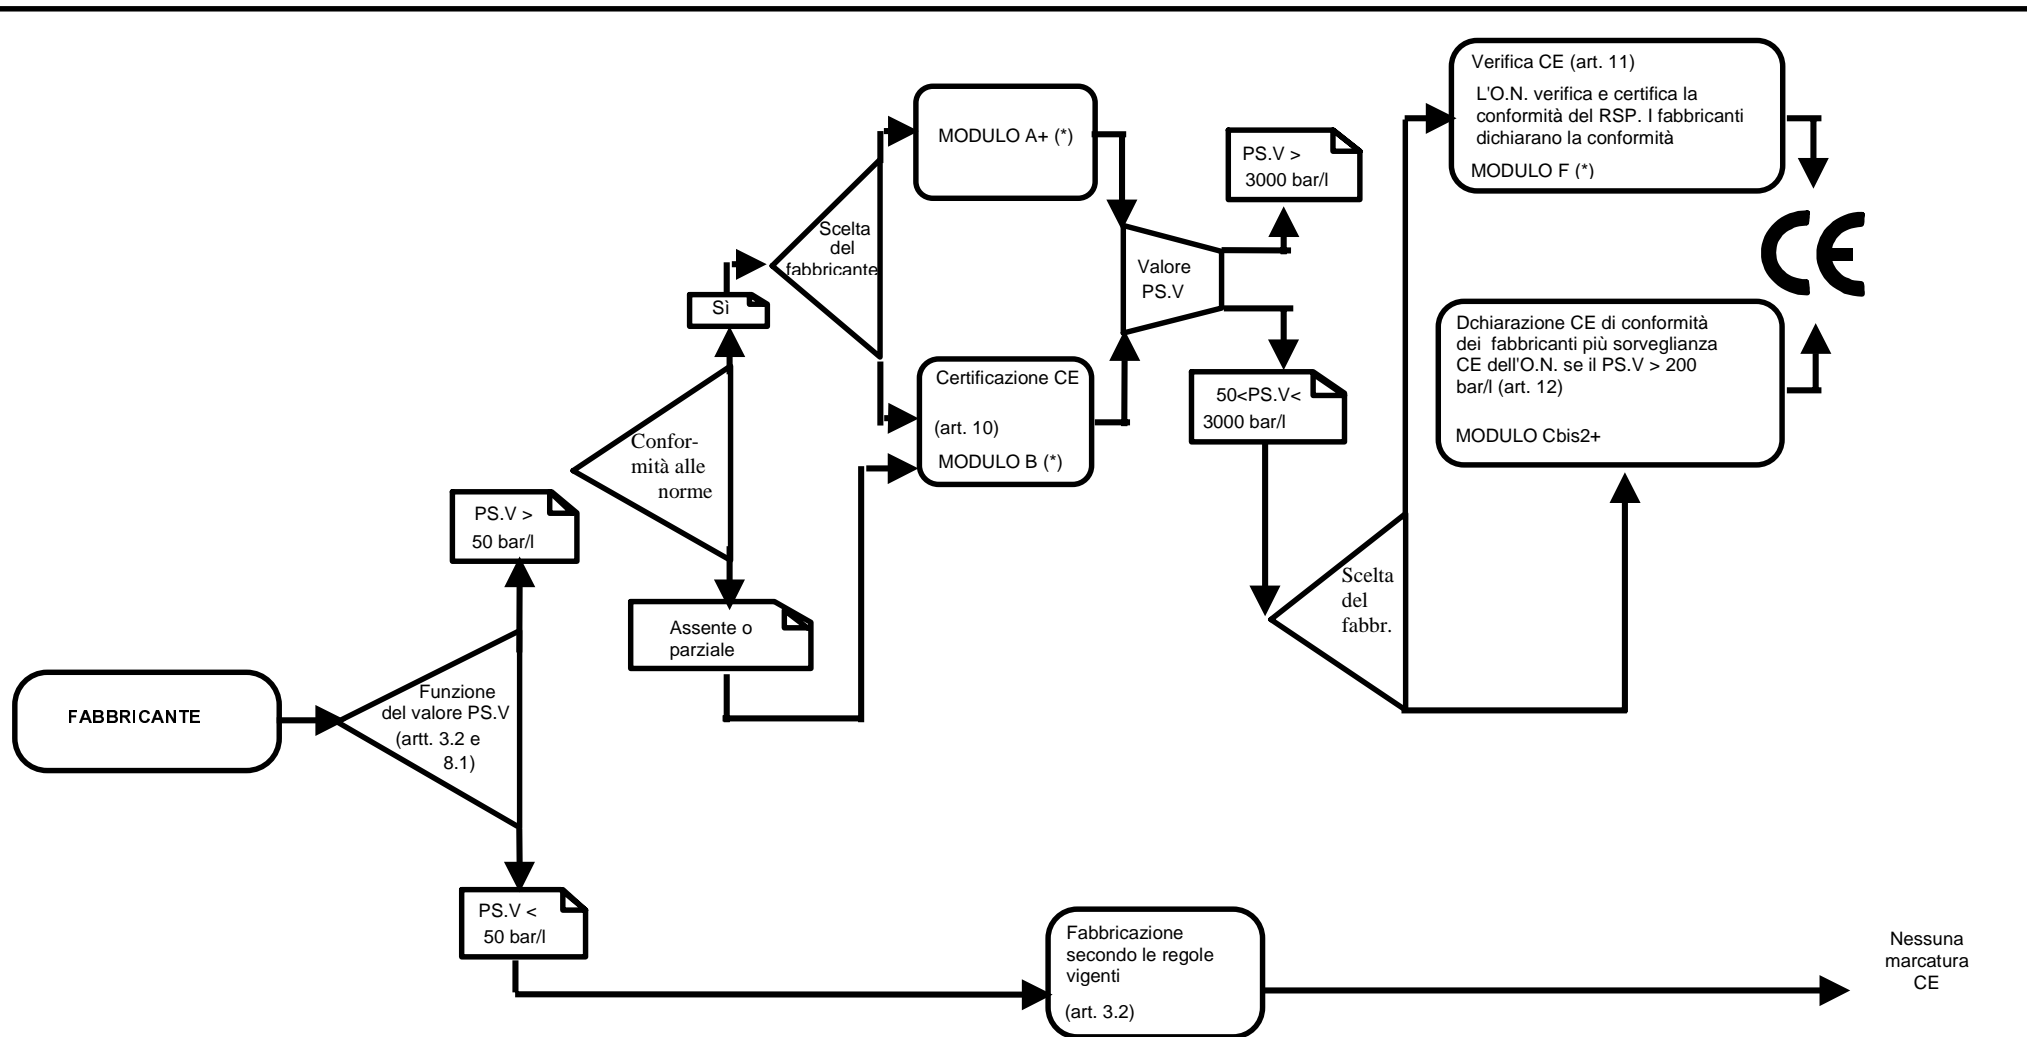 FABBRICANTE
Funzione
del valore PS.V
(artt. 3.2 e
8.1)
PS.V >
50 bar/l
PS.V <
50 bar/l
Confor-
mità alle
norme
Sì
Assente o
parziale
Scelta
del
fabbricante
MODULO A+ (*)
Certificazione CE
(art. 10)
MODULO B (*)
Valore
PS.V
PS.V >
3000 bar/l
50<PS.V<
3000 bar/l
Scelta
del
fabbr.
Verifica CE (art. 11)
L'O.N. verifica e certifica la
conformità del RSP. I fabbricanti
dichiarano la conformità
MODULO F (*)
CE
Dchiarazione CE di conformità
dei fabbricanti più sorveglianza
CE dell'O.N. se il PS.V > 200
bar/l (art. 12)
MODULO Cbis2+
Fabbricazione
secondo le regole
vigenti
(art. 3.2)
Nessuna
marcatura
CE